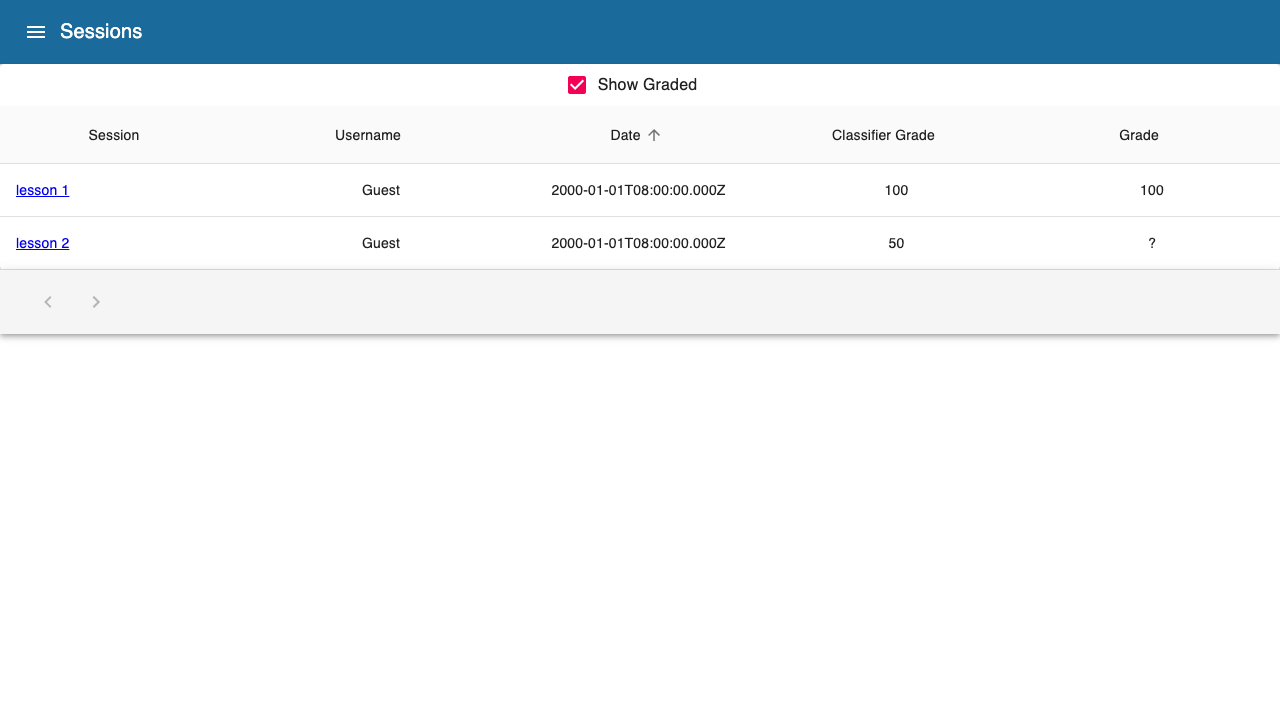 Sessions
Show Graded
Session Username Date Classifier Grade Grade
lesson 1 Guest 2000-01-01T08:00:00.000Z 100 100
lesson 2 Guest 2000-01-01T08:00:00.000Z 50 ?